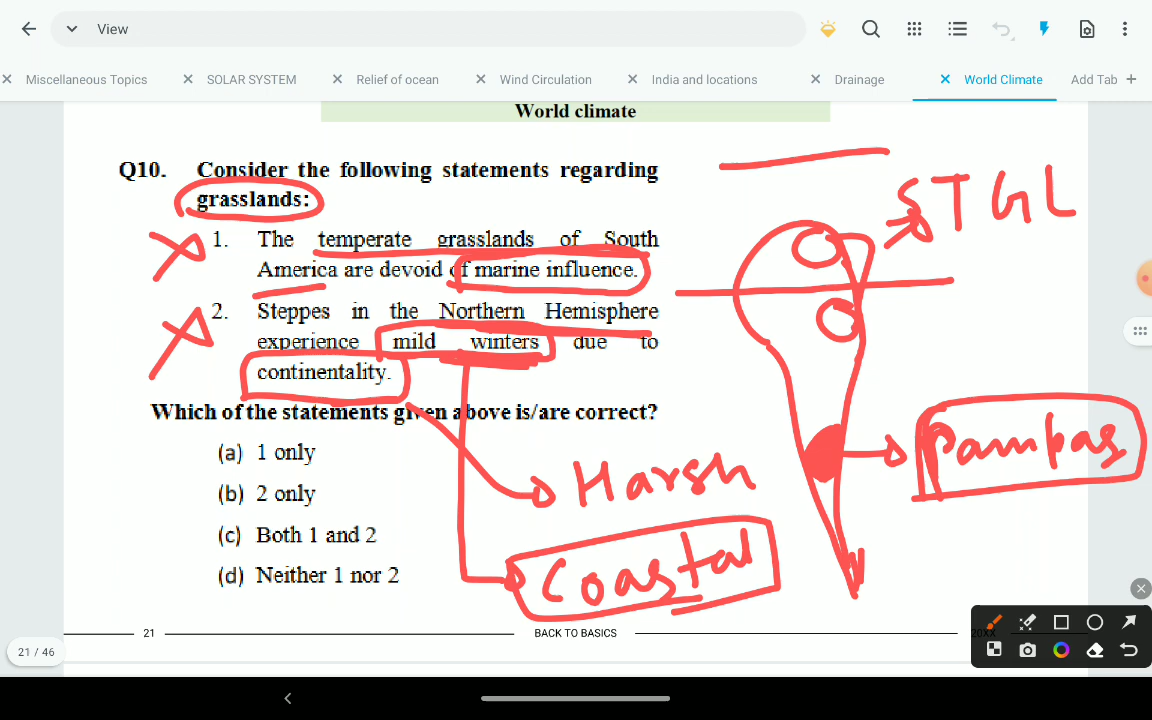 View
Miscellaneous Topics
SOLAR SYSTEM
Relief of ocean
Wind Circulation
India and locations
Drainage
World Climate
Add Tab +
World climate
Q10. Consider the following statements regarding
grasslands:
1. The temperate grasslands of South
America are devoid of marine influence.
2. Steppes in the Northern Hemisphere
experience mild winters due to
continentality.
Which of the statements given above is/are correct?
(a) 1 only
(b) 2 only
(c) Both 1 and 2
(d) Neither 1 nor 2
STGL
Pampas
Harsh
Coastal
21
BACK TO BASICS
20XX
21 / 46